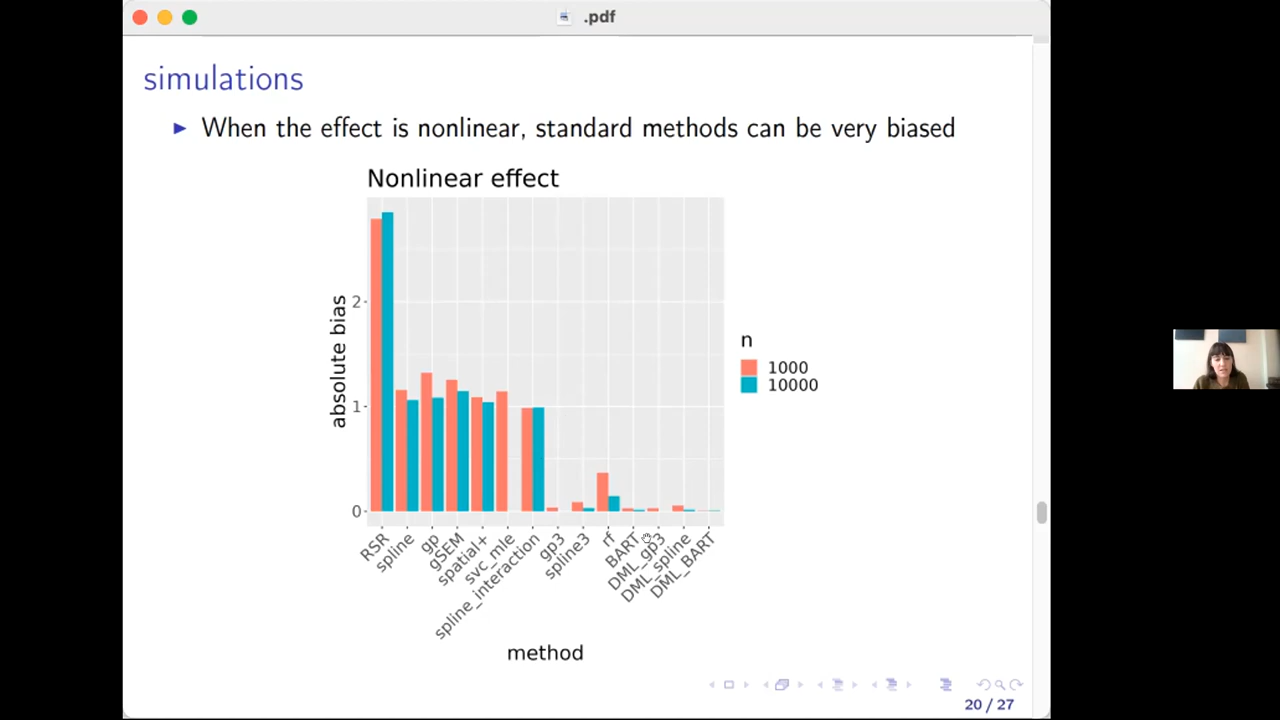 .pdf
simulations
When the effect is nonlinear, standard methods can be very biased
Nonlinear effect
absolute bias
2
1
0
n
1000
10000
RSR
spline
gp
gSEM
spatial+
svc_mle
spline_interaction
gp3
spline3
rf
BART
DML_gp3
DML_spline
DML_BART
method
20 / 27